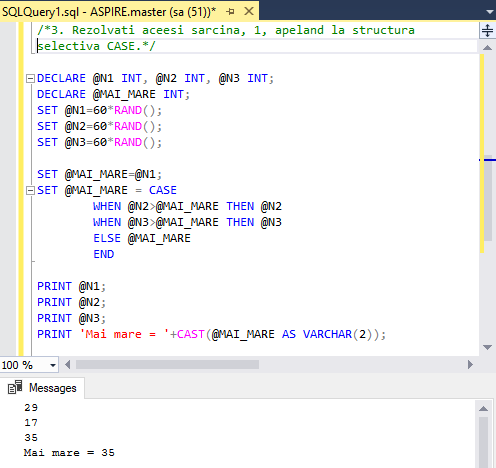 SQLQuery1.sql - ASPIRE.master (sa (51))*
/*3. Rezolvati aceesi sarcina, 1, apeland la structura
selectiva CASE.*/
DECLARE @N1 INT, @N2 INT, @N3 INT;
DECLARE @MAI_MARE INT;
SET @N1=60*RAND();
SET @N2=60*RAND();
SET @N3=60*RAND();
SET @MAI_MARE=@N1;
SET @MAI_MARE = CASE
WHEN @N2>@MAI_MARE THEN @N2
WHEN @N3>@MAI_MARE THEN @N3
ELSE @MAI_MARE
END
PRINT @N1;
PRINT @N2;
PRINT @N3;
PRINT 'Mai mare = '+CAST(@MAI_MARE AS VARCHAR(2));
100 %
Messages
29
17
35
Mai mare = 35